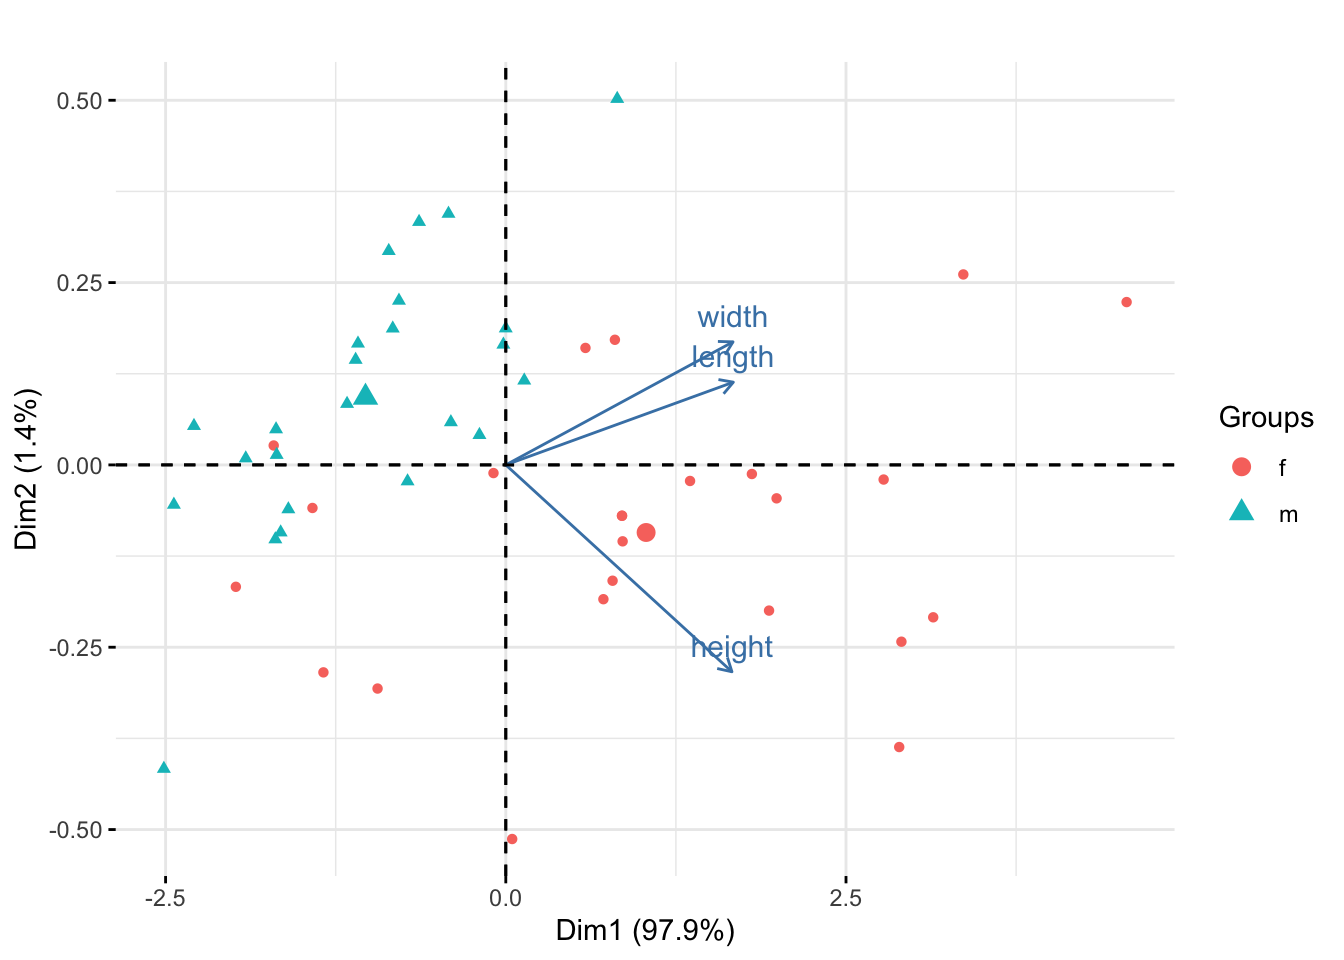 0.50
0.25
0.00
-0.25
-0.50
Dim2 (1.4%)
width
length
height
-2.5
0.0
2.5
Dim1 (97.9%)
Groups
f
m